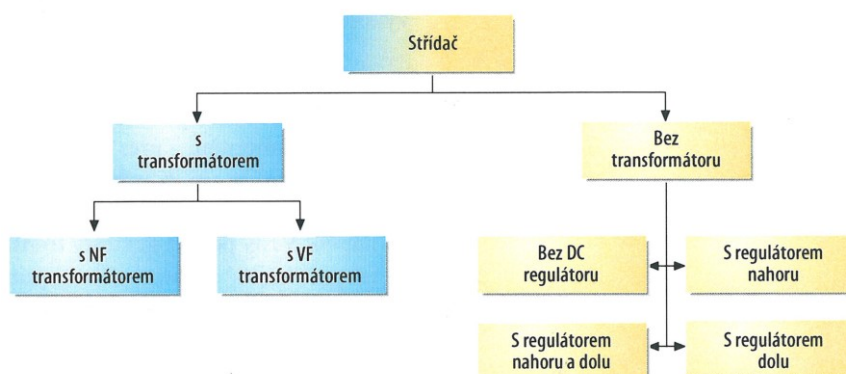 Střídač
s
transformátorem
Bez
transformátoru
s NF
transformátorem
s VF
transformátorem
Bez DC
regulátoru
S regulátorem
nahoru
S regulátorem
nahoru a dolu
S regulátorem
dolu